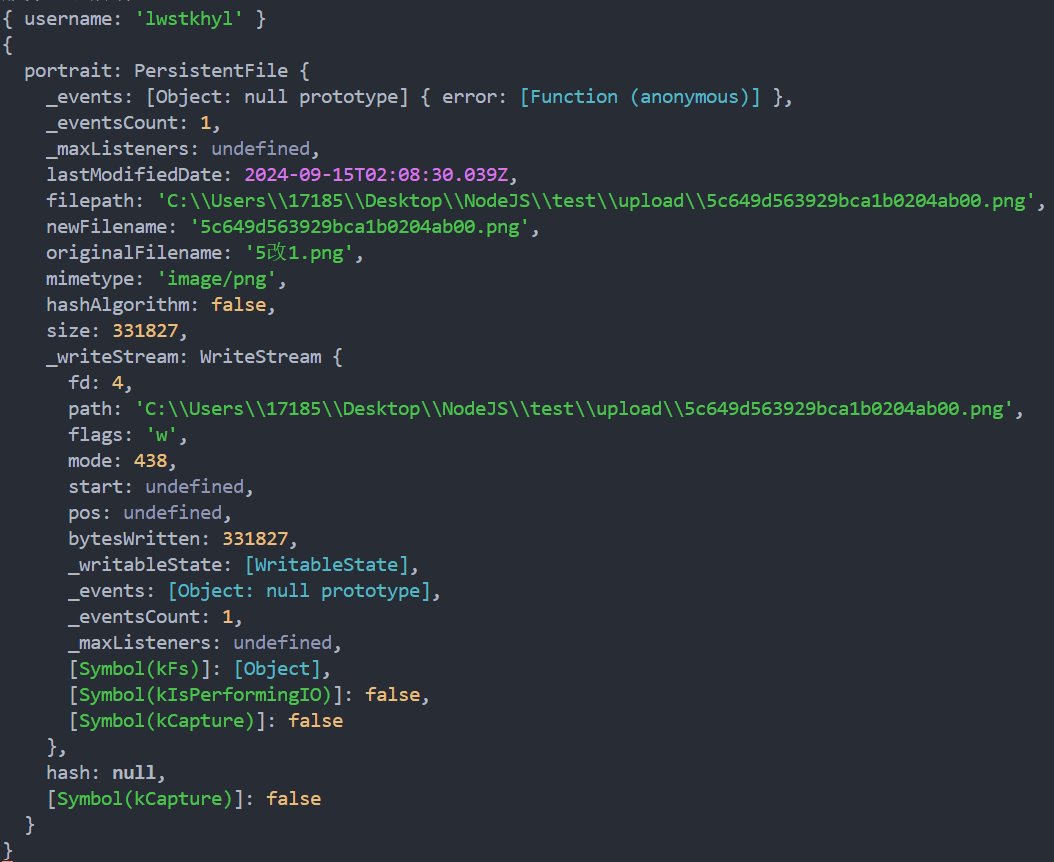 { username: 'lwstkhyl' }
{
  portrait: PersistentFile {
    _events: [Object: null prototype] { error: [Function (anonymous)] },
    _eventsCount: 1,
    _maxListeners: undefined,
    lastModifiedDate: 2024-09-15T02:08:30.039Z,
    filepath: 'C:\\Users\\17185\\Desktop\\NodeJS\\test\\upload\\5c649d563929bca1b0204ab00.png',
    newFilename: '5c649d563929bca1b0204ab00.png',
    originalFilename: '5改1.png',
    mimetype: 'image/png',
    hashAlgorithm: false,
    size: 331827,
    _writeStream: WriteStream {
      fd: 4,
      path: 'C:\\Users\\17185\\Desktop\\NodeJS\\test\\upload\\5c649d563929bca1b0204ab00.png',
      flags: 'w',
      mode: 438,
      start: undefined,
      pos: undefined,
      bytesWritten: 331827,
      _writableState: [WritableState],
      _events: [Object: null prototype],
      _eventsCount: 1,
      _maxListeners: undefined,
      [Symbol(kFs)]: [Object],
      [Symbol(kIsPerformingIO)]: false,
      [Symbol(kCapture)]: false
    },
    hash: null,
    [Symbol(kCapture)]: false
  }
}